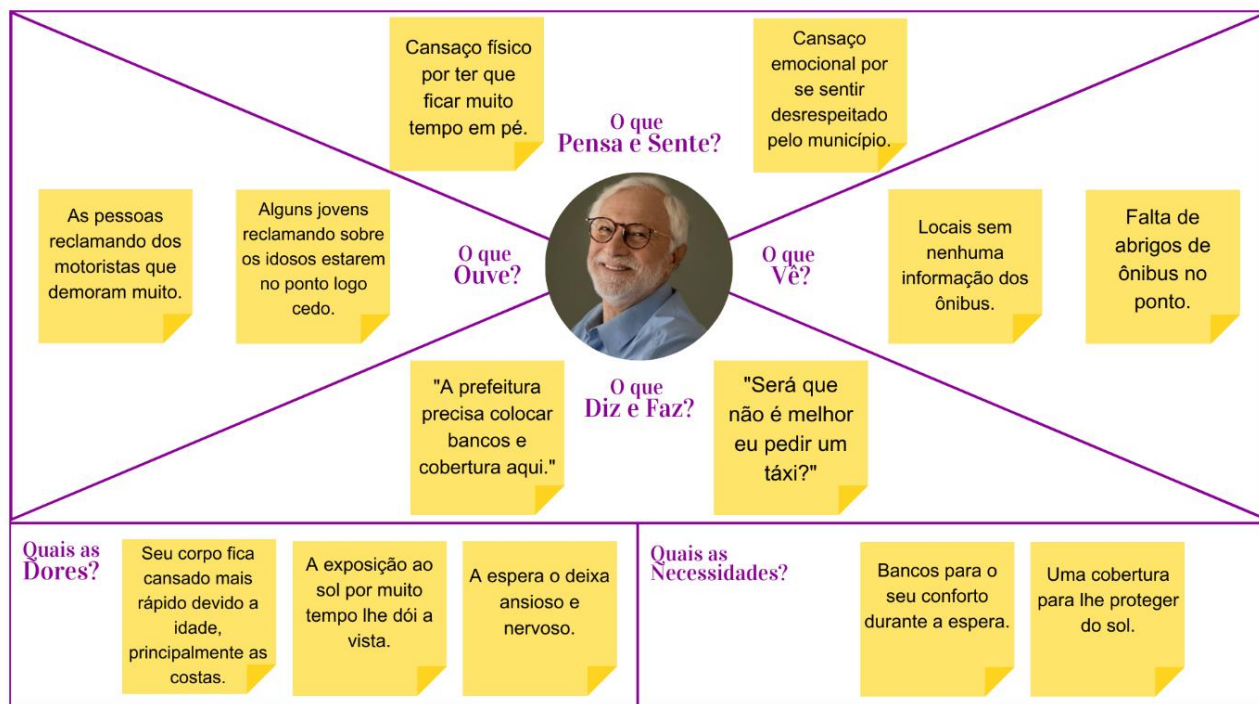 Cansaço físico
por ter que
ficar muito
tempo em pé.
O que
Pensa e Sente?
Cansaço
emocional por
se sentir
desrespeitado
pelo município.
As pessoas
reclamando dos
motoristas que
demoram muito.
Alguns jovens
reclamando sobre
os idosos estarem
no ponto logo
cedo.
O que
Ouve?
O que
Vê?
Locais sem
nenhuma
informação dos
ônibus.
Falta de
abrigos de
ônibus no
ponto.
"A prefeitura
precisa colocar
bancos e
cobertura aqui."
O que
Diz e Faz?
"Será que
não é melhor
eu pedir um
táxi?"
Quais as
Dores?
Seu corpo fica
cansado mais
rápido devido a
idade,
principalmente as
costas.
A exposição ao
sol por muito
tempo lhe dói a
vista.
A espera o deixa
ansioso e
nervoso.
Quais as
Necessidades?
Bancos para o
seu conforto
durante a espera.
Uma cobertura
para lhe proteger
do sol.